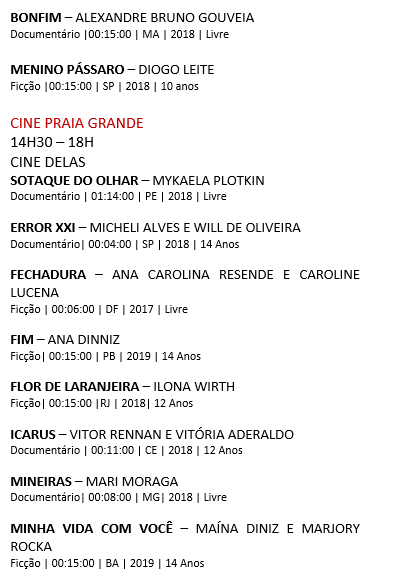 BONFIM – ALEXANDRE BRUNO GOUVEIA
Documentário |00:15:00 | MA | 2018 | Livre
MENINO PÁSSARO – DIOGO LEITE
Ficção |00:15:00 | SP | 2018 | 10 anos
CINE PRAIA GRANDE
14H30 – 18H
CINE DELAS
SOTAQUE DO OLHAR – MYKAELA PLOTKIN
Documentário | 01:14:00 | PE | 2018 | Livre
ERROR XXI – MICHELI ALVES E WILL DE OLIVEIRA
Documentário| 00:04:00 | SP | 2018 | 14 Anos
FECHADURA – ANA CAROLINA RESENDE E CAROLINE
LUCENA
Ficção | 00:06:00 | DF | 2017 | Livre
FIM – ANA DINNIZ
Ficção| 00:15:00 | PB | 2019 | 14 Anos
FLOR DE LARANJEIRA – ILONA WIRTH
Ficção| 00:15:00 |RJ | 2018| 12 Anos
ICARUS – VITOR RENNAN E VITÓRIA ADERALDO
Documentário | 00:11:00 | CE | 2018 | 12 Anos
MINEIRAS – MARI MORAGA
Documentário| 00:08:00 | MG| 2018 | Livre
MINHA VIDA COM VOCÊ – MAÍNA DINIZ E MARJORY
ROCKA
Ficção | 00:15:00 | BA | 2019 | 14 Anos